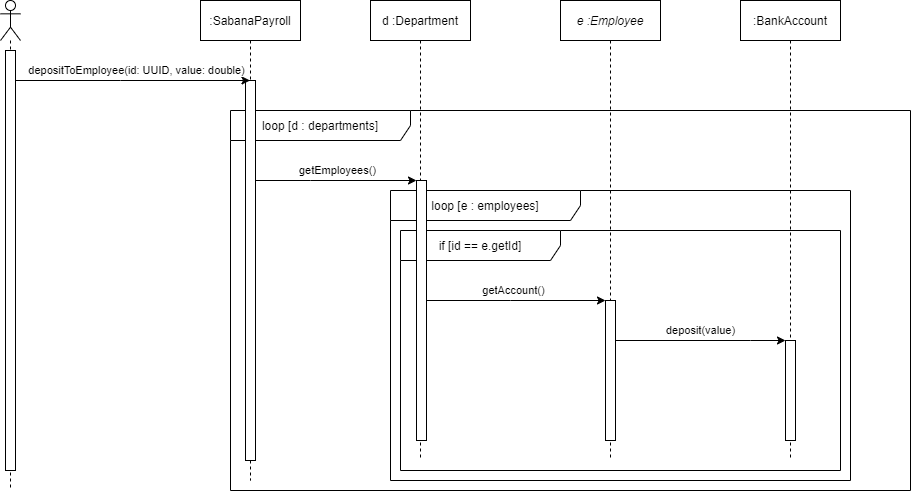 :SabanaPayroll
d :Department
e :Employee
:BankAccount
depositToEmployee(id: UUID, value: double)
loop [d : departments]
getEmployees()
loop [e : employees]
if [id == e.getId]
getAccount()
deposit(value)